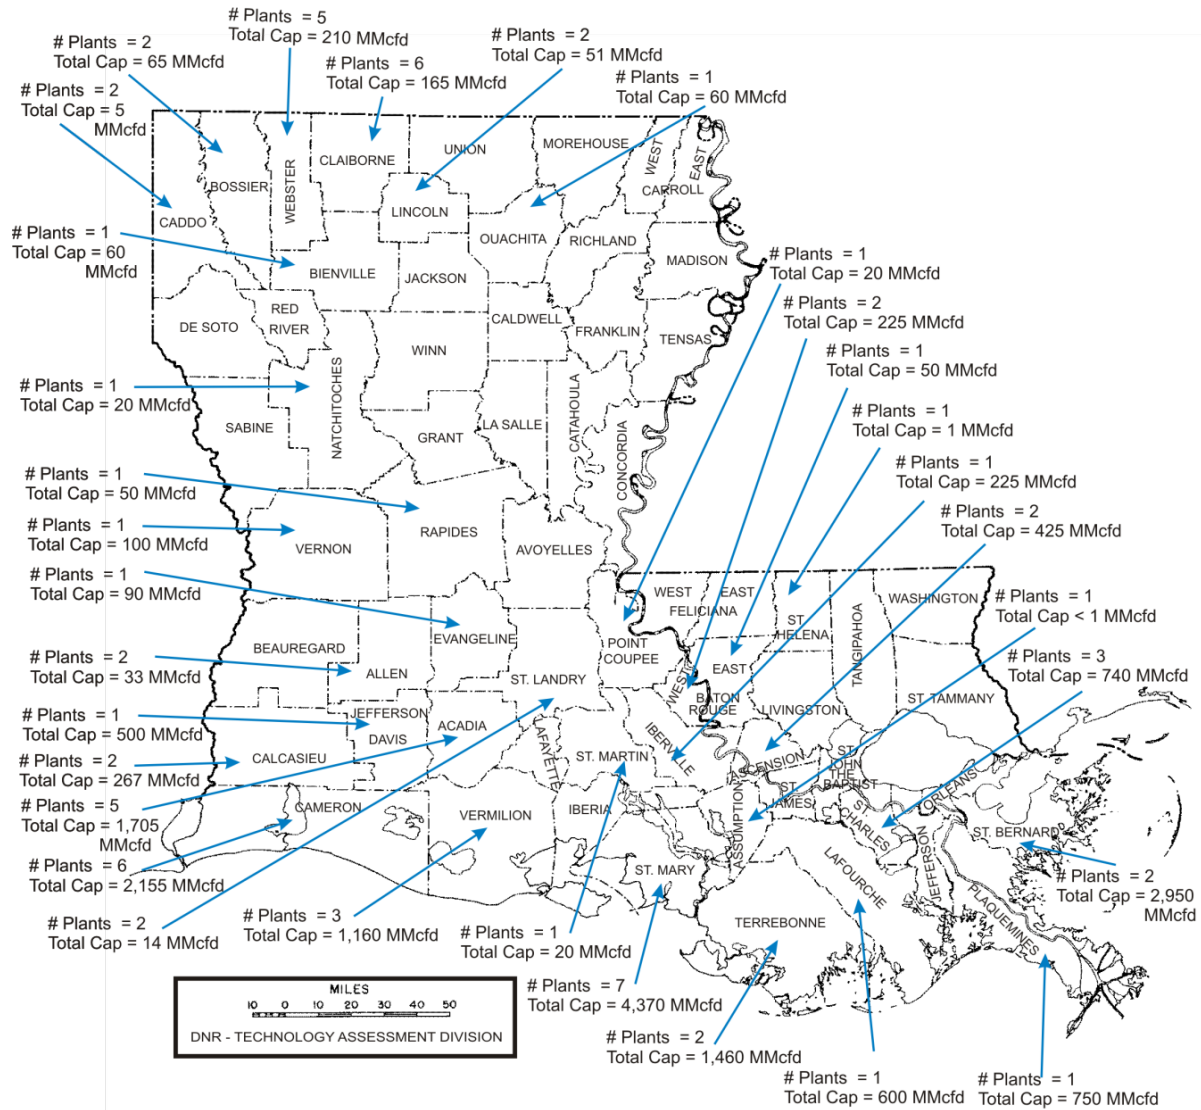 # Plants = 5
Total Cap = 210 MMcfd
# Plants = 2
Total Cap = 65 MMcfd
# Plants = 2
Total Cap = 51 MMcfd
# Plants = 6
Total Cap = 165 MMcfd
# Plants = 1
Total Cap = 60 MMcfd
# Plants = 2
Total Cap = 5
MMcfd
MOREHOUSE
UNION
WEST
EAST
CARROLL
CLAIBORNE
BOSSIER
WEBSTER
LINCOLN
CADDO
OUACHITA
RICHLAND
# Plants = 1
Total Cap = 60
MMcfd
MADISON
BIENVILLE
JACKSON
# Plants = 1
Total Cap = 20 MMcfd
RED
RIVER
DE SOTO
CALDWELL
FRANKLIN
TENSAS
WINN
# Plants = 2
Total Cap = 225 MMcfd
# Plants = 1
Total Cap = 50 MMcfd
# Plants = 1
Total Cap = 20 MMcfd
NATCHITOCHES
SABINE
GRANT
LA SALLE
CATAHOULA
CONCORDIA
# Plants = 1
Total Cap = 1 MMcfd
# Plants = 1
Total Cap = 225 MMcfd
# Plants = 1
Total Cap = 50 MMcfd
# Plants = 2
Total Cap = 425 MMcfd
# Plants = 1
Total Cap = 100 MMcfd
VERNON
RAPIDES
AVOYELLES
# Plants = 1
Total Cap = 90 MMcfd
WEST
FELICIANA
EAST
ST.
HELENA
TANGIPAHOA
WASHINGTON
# Plants = 1
Total Cap < 1 MMcfd
BEAUREGARD
EVANGELINE
POINT
COUPEE
# Plants = 2
Total Cap = 33 MMcfd
ALLEN
ST. LANDRY
WEST
EAST
BATON
ROUGE
LIVINGSTON
ST. TAMMANY
# Plants = 3
Total Cap = 740 MMcfd
# Plants = 1
Total Cap = 500 MMcfd
JEFFERSON
DAVIS
ACADIA
LAFAYETTE
ST. MARTIN
IBERVILLE
ASCENSION
ST.
JOHN
THE
BAPTIST
# Plants = 2
Total Cap = 267 MMcfd
CALCASIEU
# Plants = 5
Total Cap = 1,705
MMcfd
CAMERON
VERMILION
IBERIA
ASSUMPTION
ST.
JAMES
ST.
CHARLES
ORLEANS
JEFFERSON
ST. BERNARD
# Plants = 6
Total Cap = 2,155 MMcfd
ST. MARY
LAFOURCHE
PLAQUEMINES
# Plants = 2
Total Cap = 2,950
MMcfd
# Plants = 2
Total Cap = 14 MMcfd
# Plants = 3
Total Cap = 1,160 MMcfd
# Plants = 1
Total Cap = 20 MMcfd
TERREBONNE
# Plants = 7
Total Cap = 4,370 MMcfd
MILES
10 0 10 20 30 40 50
DNR - TECHNOLOGY ASSESSMENT DIVISION
# Plants = 2
Total Cap = 1,460 MMcfd
# Plants = 1
Total Cap = 600 MMcfd
# Plants = 1
Total Cap = 750 MMcfd